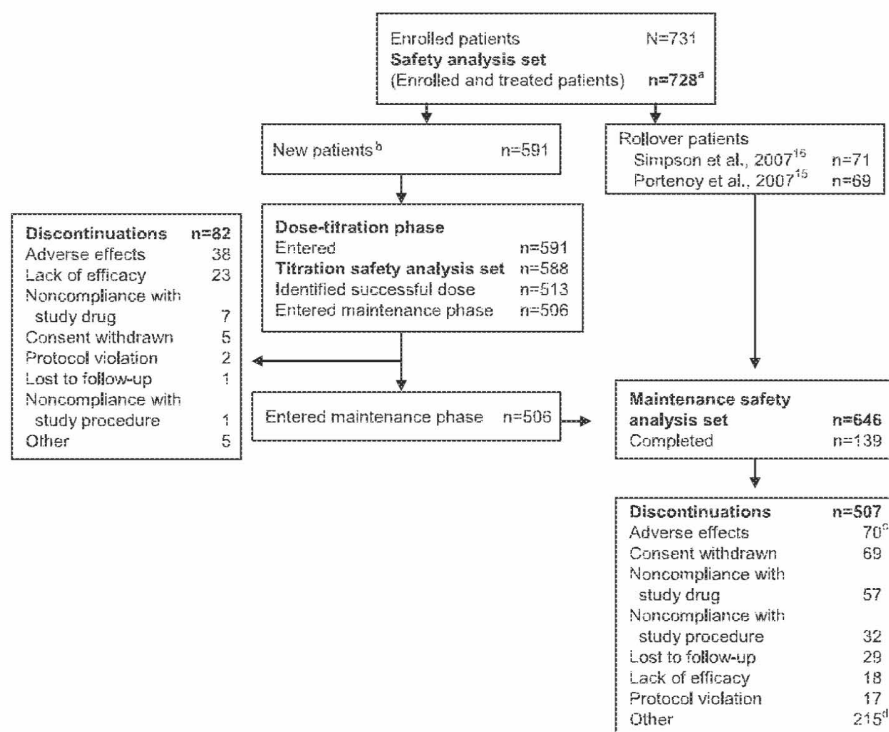 Enrolled patients N=731
Safety analysis set
(Enrolled and treated patients) n=728a
New patients b n=591
Rollover patients
Simpson et al., 2007 16 n=71
Portenoy et al., 2007 15 n=69
Dose-titration phase
Entered n=591
Titration safety analysis set n=588
Identified successful dose n=513
Entered maintenance phase n=506
Discontinuations n=82
Adverse effects 38
Lack of efficacy 23
Noncompliance with
study drug 7
Consent withdrawn 5
Protocol violation 2
Lost to follow-up 1
Noncompliance with
study procedure 1
Other 5
Entered maintenance phase n=506
Maintenance safety
analysis set n=646
Completed n=139
Discontinuations n=507
Adverse effects 70c
Consent withdrawn 69
Noncompliance with
study drug 57
Noncompliance with
study procedure 32
Lost to follow-up 29
Lack of efficacy 18
Protocol violation 17
Other 215d